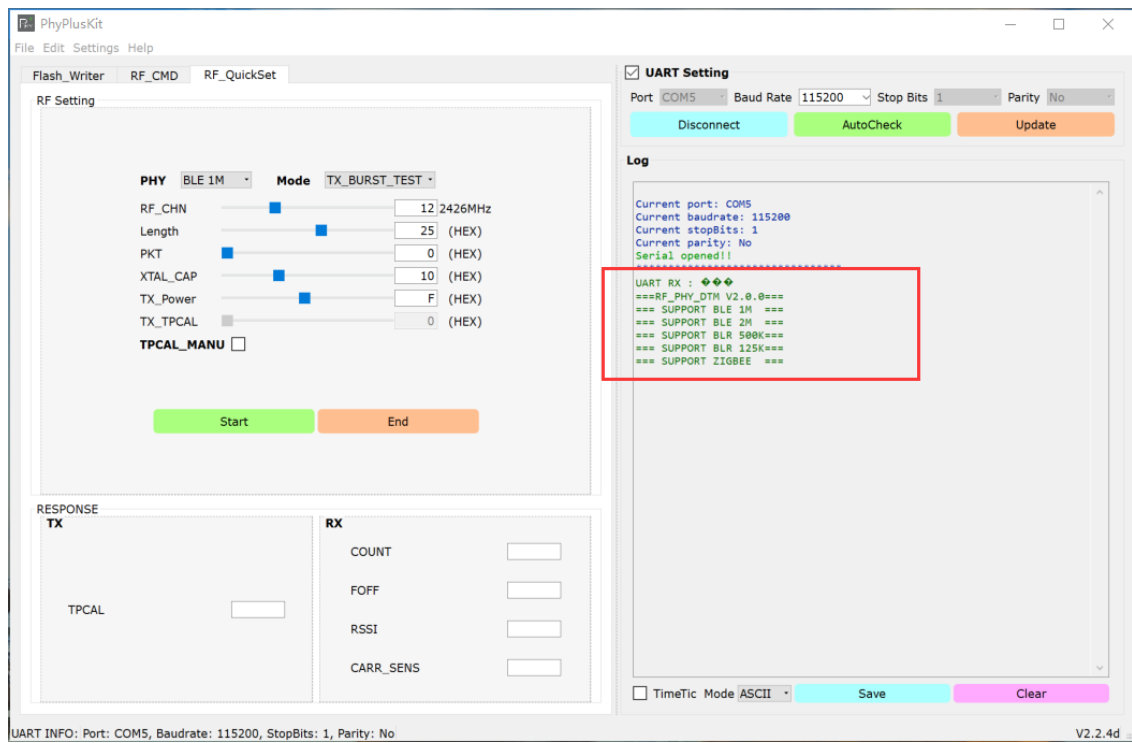 PhyPlusKit
File Edit Settings Help
Flash_Writer RF_CMD RF_QuickSet
RF Setting
PHY BLE 1M Mode TX_BURST_TEST
RF_CHN 12 2426MHz
Length 25 (HEX)
PKT 0 (HEX)
XTAL_CAP 10 (HEX)
TX_Power F (HEX)
TX_TPCAL 0 (HEX)
TPCAL_MANU
Start End
RESPONSE
TX
TPCAL
RX
COUNT
FOFF
RSSI
CARR_SENS
UART Setting
Port COM5 Baud Rate 115200 Stop Bits 1 Parity No
Disconnect AutoCheck Update
Log
Current port: COM5
Current baudrate: 115200
Current stopBits: 1
Current parity: No
Serial opened!!
********************************
UART RX : ���
===RF_PHY_DTM V2.0.0===
=== SUPPORT BLE 1M ===
=== SUPPORT BLE 2M ===
=== SUPPORT BLR 500K===
=== SUPPORT BLR 125K===
=== SUPPORT ZIGBEE ===
TimeTic Mode ASCII Save Clear
UART INFO: Port: COM5, Baudrate: 115200, StopBits: 1, Parity: No
V2.2.4d